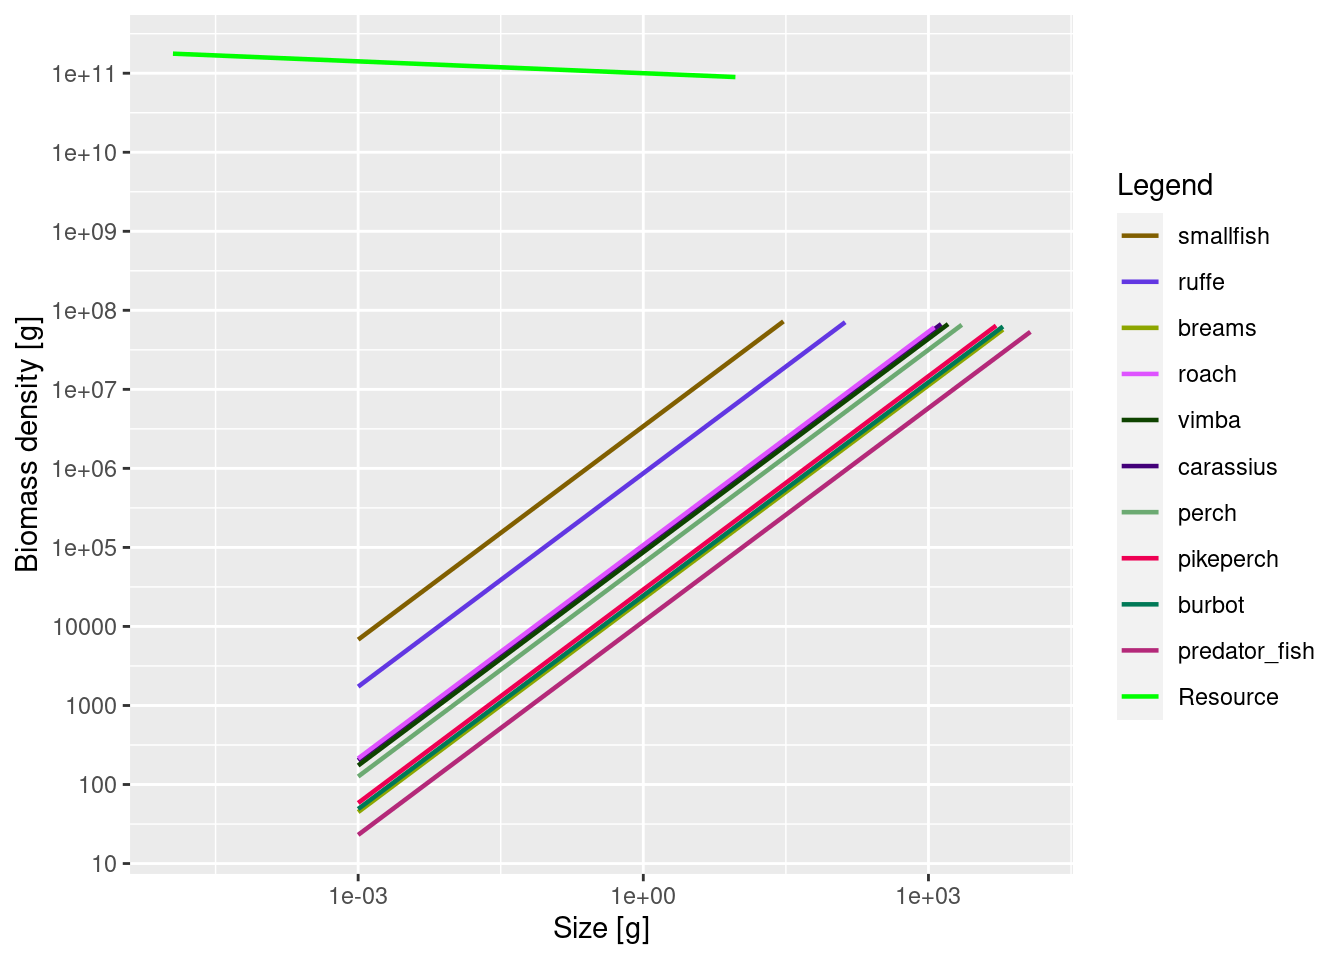 1e+11
1e+10
1e+09
1e+08
1e+07
1e+06
1e+05
10000
1000
100
10
Biomass density [g]
1e-03
1e+00
1e+03
Size [g]
Legend
smallfish
ruffe
breams
roach
vimba
carassius
perch
pikeperch
burbot
predator_fish
Resource